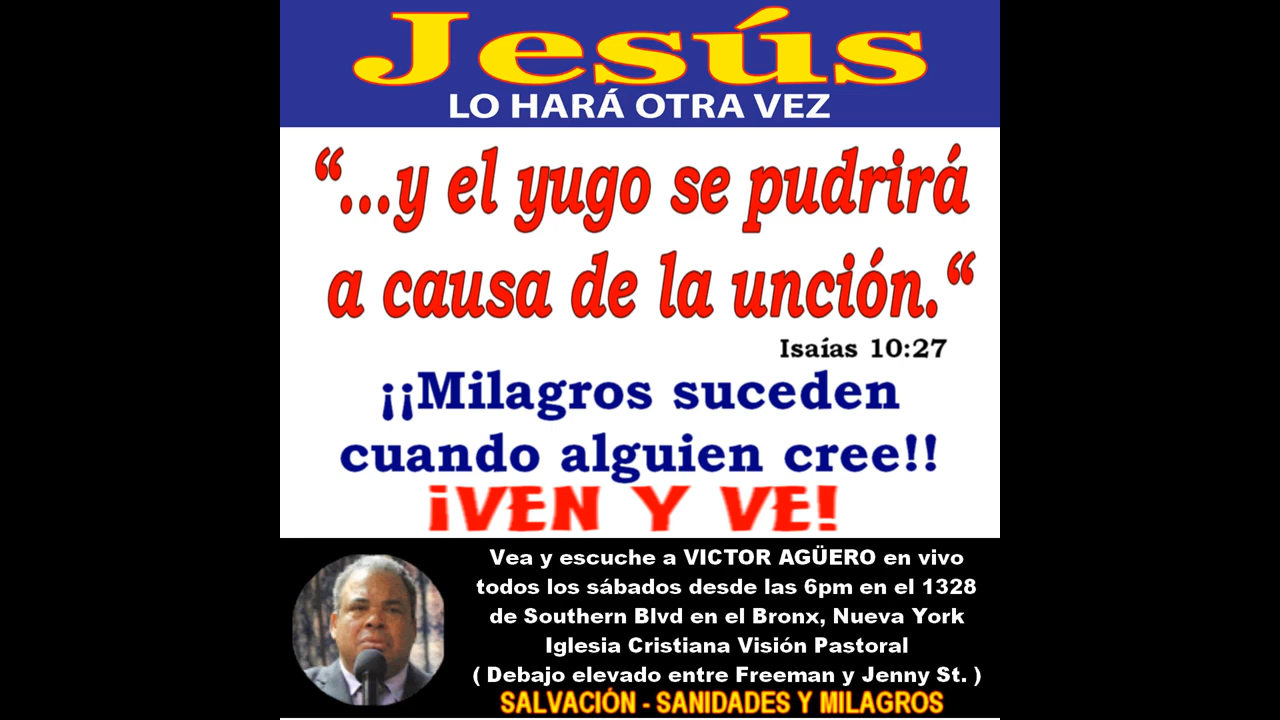 Jesús
LO HARÁ OTRA VEZ
“...y el yugo se pudrirá
a causa de la unción.“
Isaías 10:27
¡¡Milagros suceden
cuando alguien cree!!
¡VEN Y VE!
Vea y escuche a VICTOR AGÜERO en vivo
todos los sábados desde las 6pm en el 1328
de Southern Blvd en el Bronx, Nueva York
Iglesia Cristiana Visión Pastoral
( Debajo elevado entre Freeman y Jenny St. )
SALVACIÓN - SANIDADES Y MILAGROS